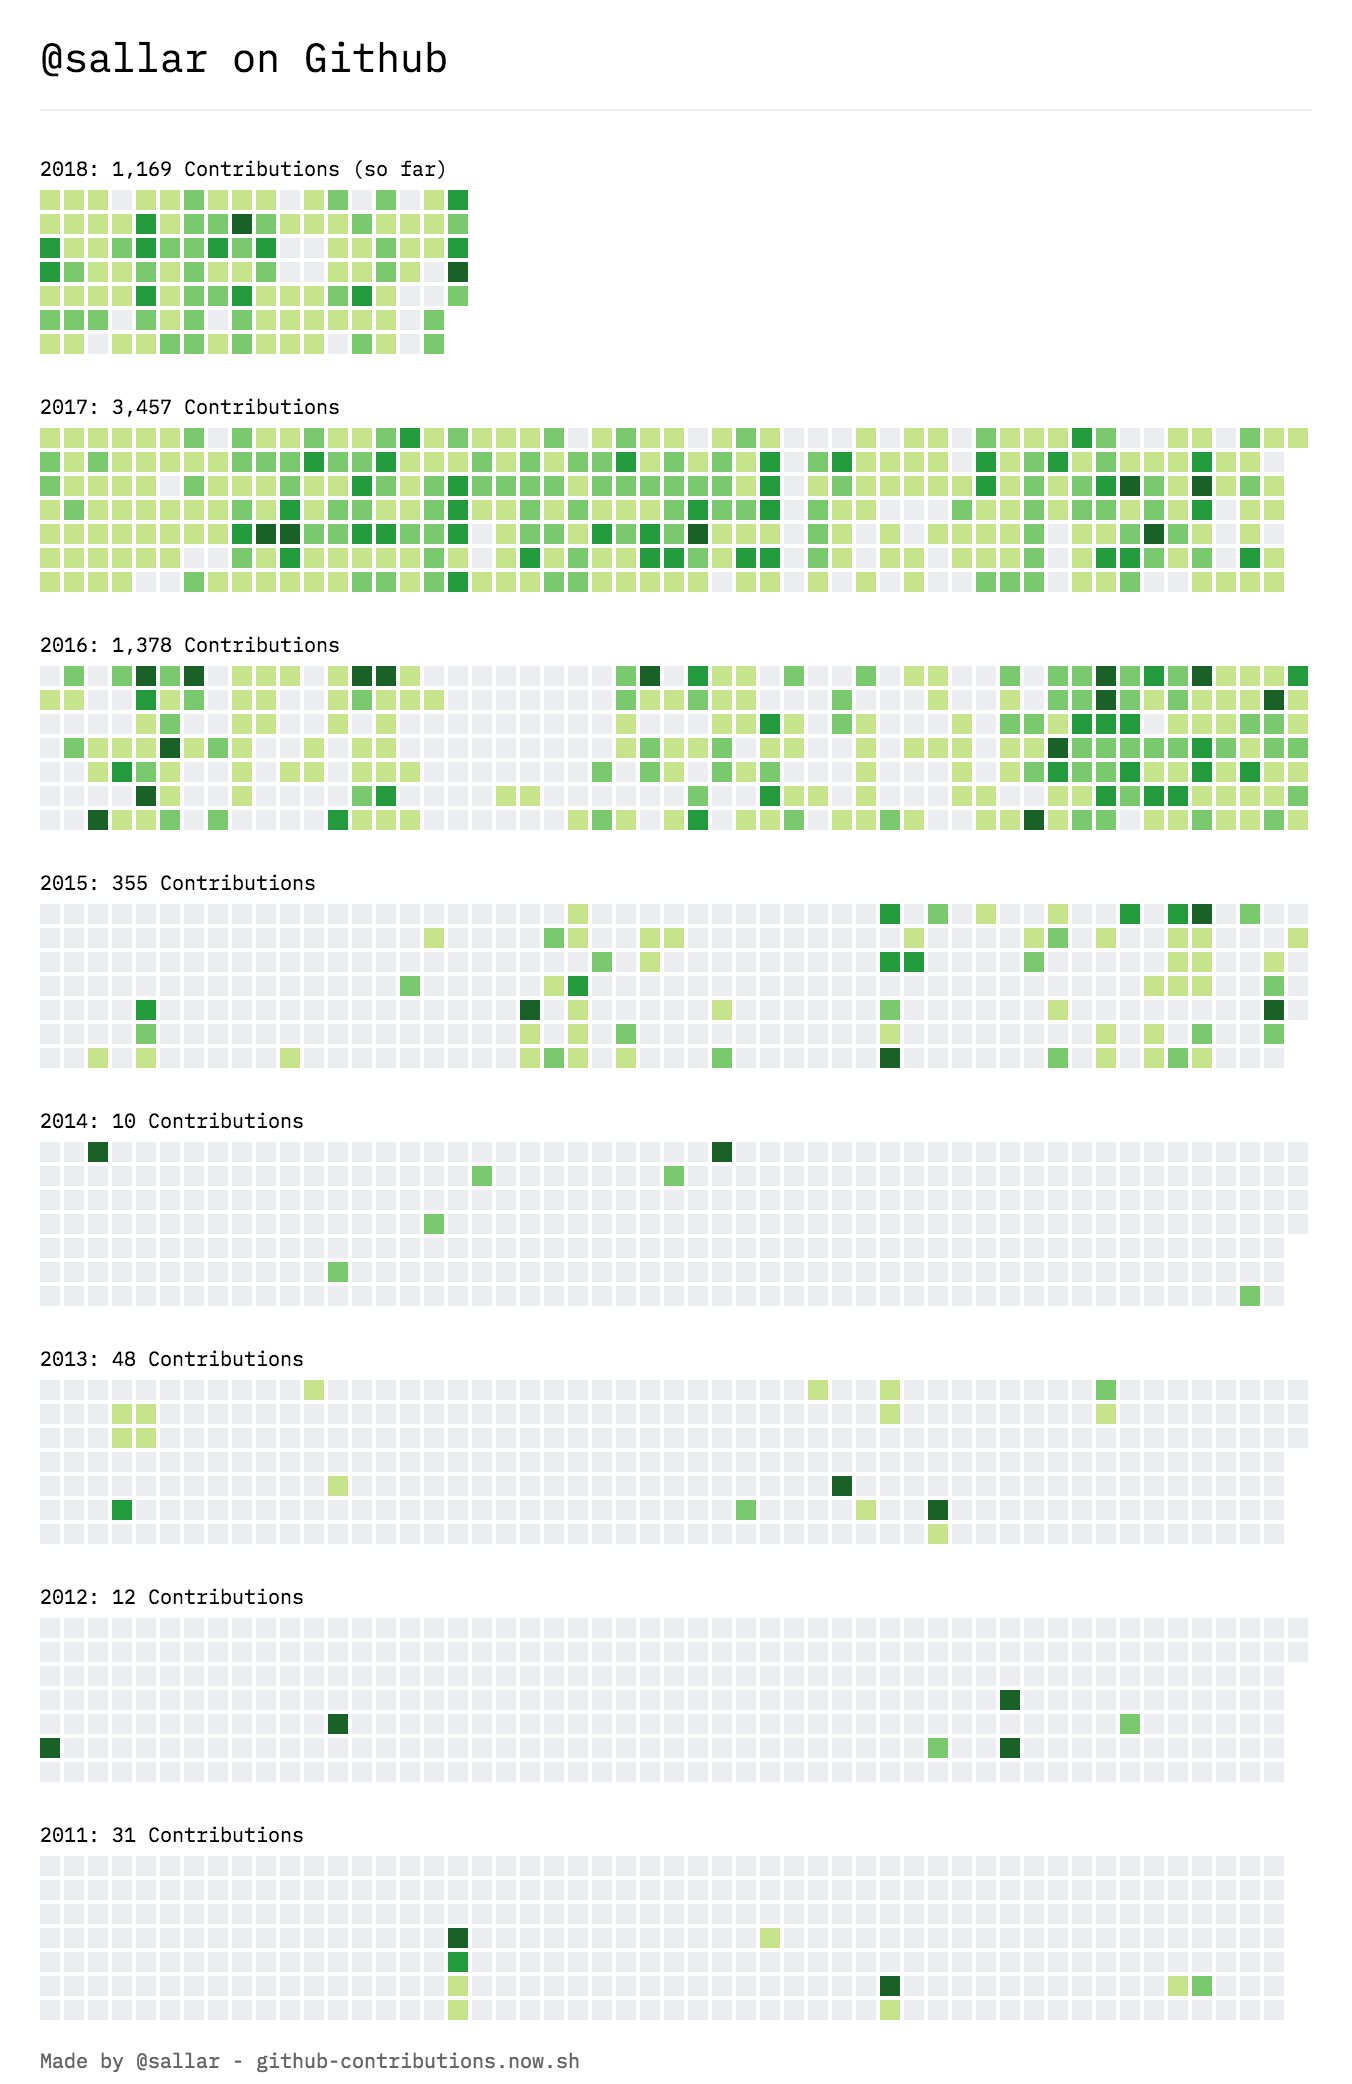 @sallar on Github
2018: 1,169 Contributions (so far)
2017: 3,457 Contributions
2016: 1,378 Contributions
2015: 355 Contributions
2014: 10 Contributions
2013: 48 Contributions
2012: 12 Contributions
2011: 31 Contributions
Made by @sallar - github-contributions.now.sh